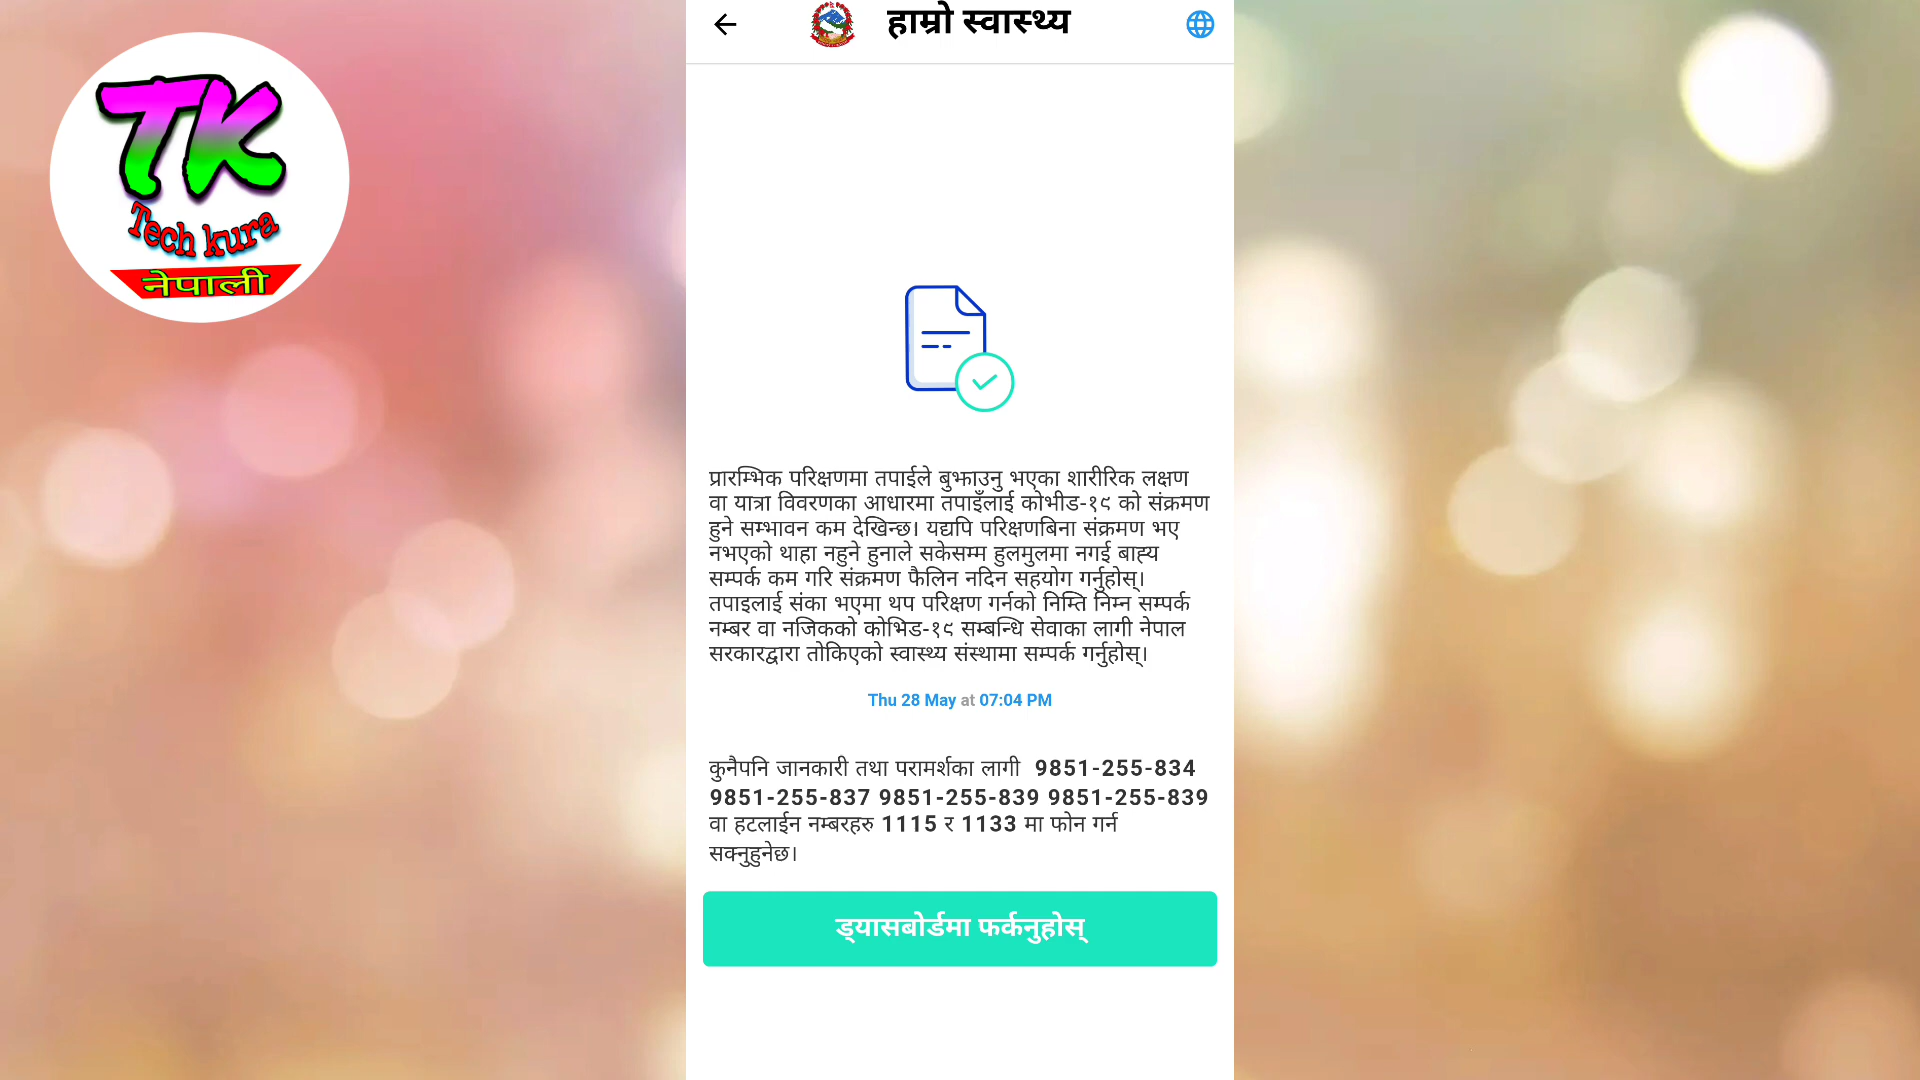 TK
Tech kura
नेपाली
हाम्रो स्वास्थ्य
प्रारम्भिक परिक्षणमा तपाईले बुझाउनु भएका शारीरिक लक्षण
वा यात्रा विवरणका आधारमा तपाइँलाई कोभीड-१९ को संक्रमण
हुने सम्भावन कम देखिन्छ। यद्यपि परिक्षणबिना संक्रमण भए
नभएको थाहा नहुने हुनाले सकेसम्म हुलमुलमा नगई बाह्य
सम्पर्क कम गरि संक्रमण फैलिन नदिन सहयोग गर्नुहोस्।
तपाइलाई संका भएमा थप परिक्षण गर्नको निम्ति निम्न सम्पर्क
नम्बर वा नजिकको कोभिड-१९ सम्बन्धि सेवाका लागी नेपाल
सरकारद्वारा तोकिएको स्वास्थ्य संस्थामा सम्पर्क गर्नुहोस्।
Thu 28 May at 07:04 PM
कुनैपनि जानकारी तथा परामर्शका लागी 9851-255-834
9851-255-837 9851-255-839 9851-255-839
वा हटलाईन नम्बरहरु 1115 र 1133 मा फोन गर्न
सक्नुहुनेछ।
ड्यासबोर्डमा फर्कनुहोस्